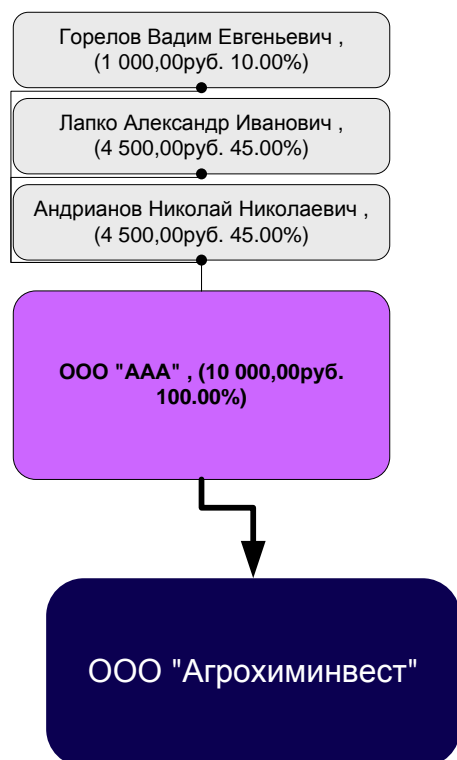 Горелов Вадим Евгеньевич ,
(1 000,00руб. 10.00%)
Лапко Александр Иванович ,
(4 500,00руб. 45.00%)
Андрианов Николай Николаевич ,
(4 500,00руб. 45.00%)
ООО "ААА" , (10 000,00руб.
100.00%)
ООО "Агрохиминвест"